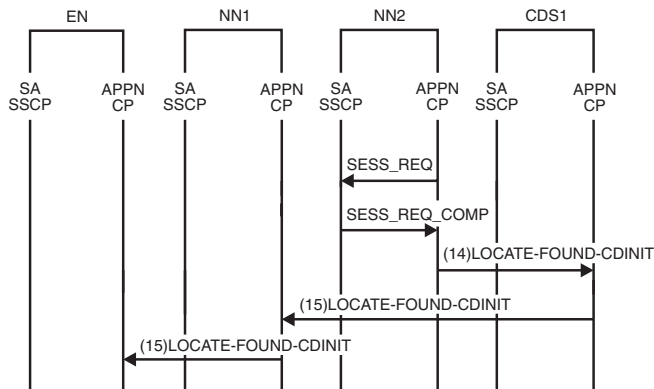 EN
NN1
NN2
CDS1
SA
SSCP
APPN
CP
SA
SSCP
APPN
CP
SA
SSCP
APPN
CP
SA
SSCP
APPN
CP
SESS_REQ
SESS_REQ_COMP
(14)LOCATE-FOUND-CDINIT
(15)LOCATE-FOUND-CDINIT
(15)LOCATE-FOUND-CDINIT